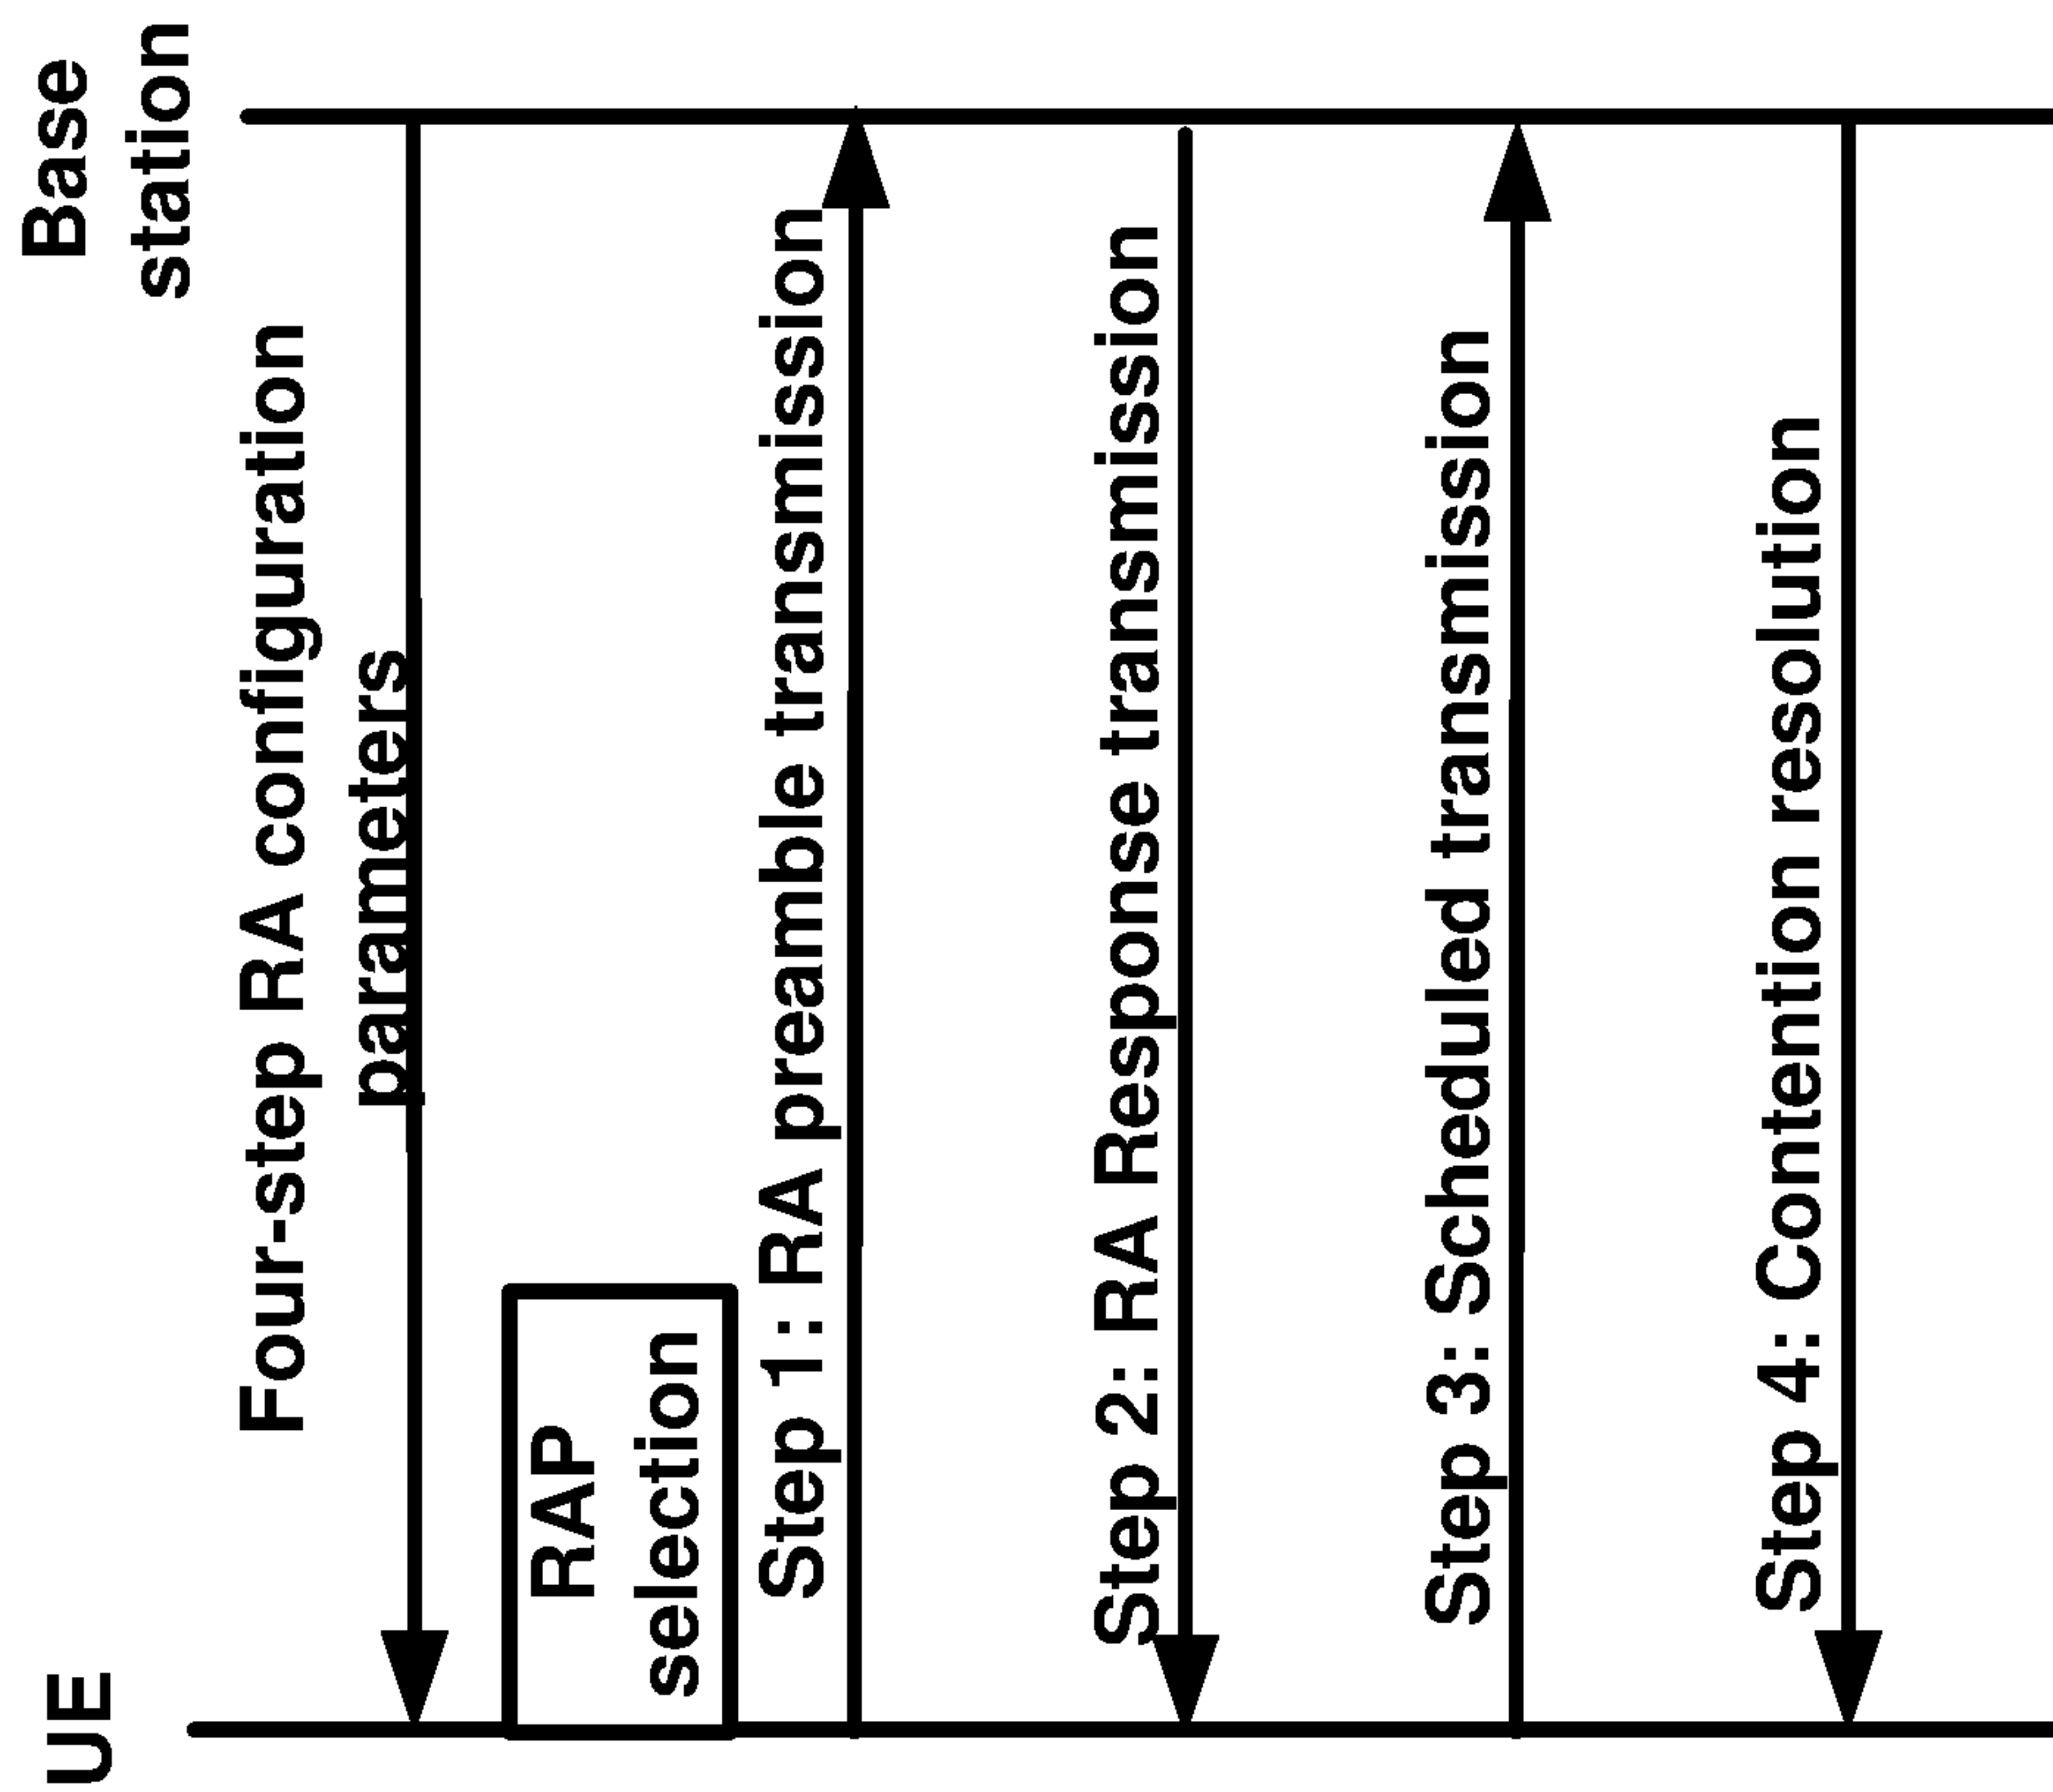 UE
Base
station
Four-step RA configuration
parameters
RAP
selection
Step 1: RA preamble transmission
Step 2: RA Response transmission
Step 3: Scheduled transmission
Step 4: Contention resolution